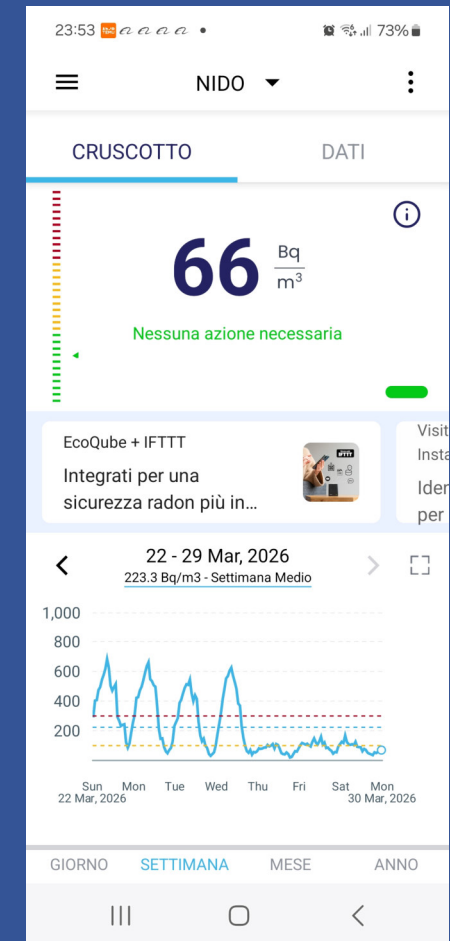 23:53
73%
NIDO
CRUSCOTTO
DATI
66 Bq
m³
Nessuna azione necessaria
EcoQube + IFTTT
Integrati per una
sicurezza radon più in...
Visit
Insta
Iden
per
22 - 29 Mar, 2026
223.3 Bq/m3 - Settimana Medio
1,000
800
600
400
200
Sun Mon Tue Wed Thu Fri Sat Mon
22 Mar, 2026 30 Mar, 2026
GIORNO SETTIMANA MESE ANNO